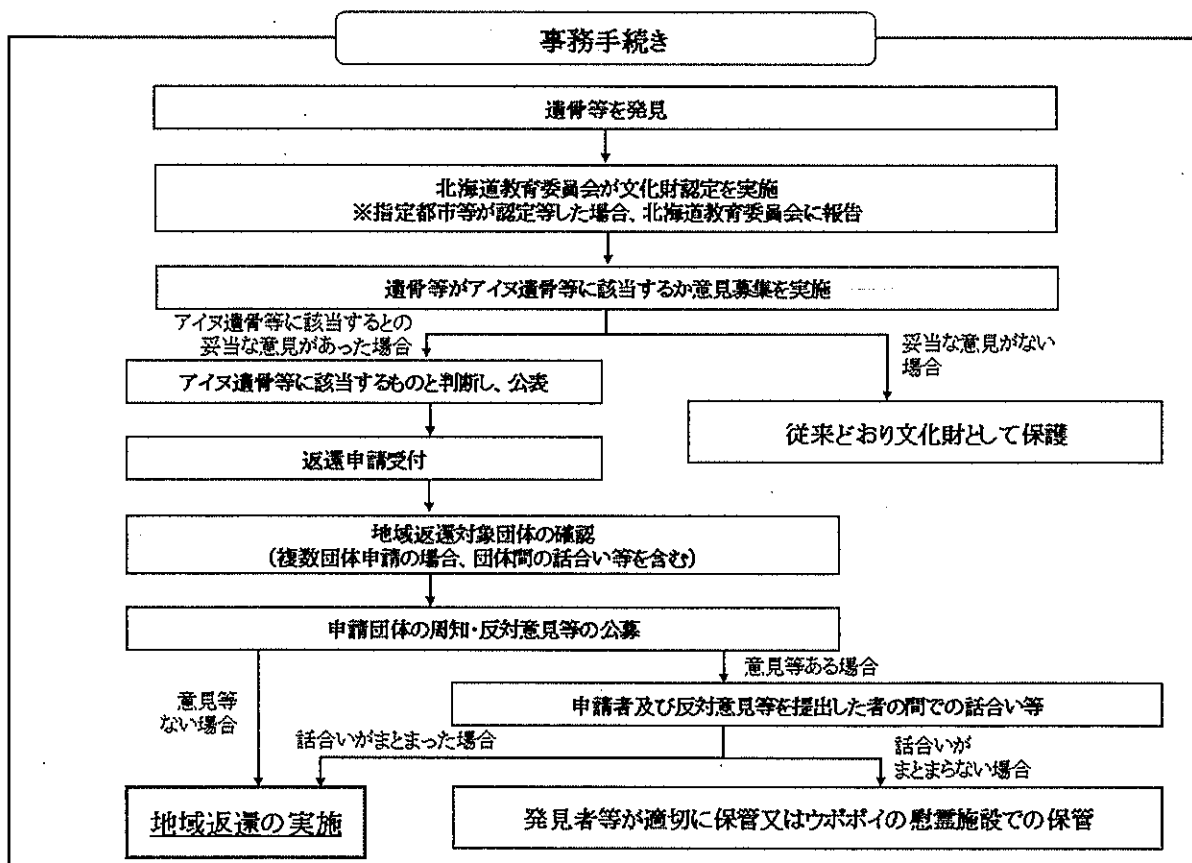 事務手続き
遺骨等を発見
北海道教育委員会が文化財認定を実施
※指定都市等が認定等した場合、北海道教育委員会に報告
遺骨等がアイヌ遺骨等に該当するか意見募集を実施
アイヌ遺骨等に該当するとの
妥当な意見があった場合
妥当な意見がない
場合
アイヌ遺骨等に該当するものと判断し、公表
従来どおり文化財として保護
返還申請受付
地域返還対象団体の確認
(複数団体申請の場合、団体間の話合い等を含む)
申請団体の周知・反対意見等の公募
意見等
ない場合
意見等ある場合
申請者及び反対意見等を提出した者の間での話合い等
話合いがまとまった場合
話合いが
まとまらない場合
地域返還の実施
発見者等が適切に保管又はウポポイの慰霊施設での保管